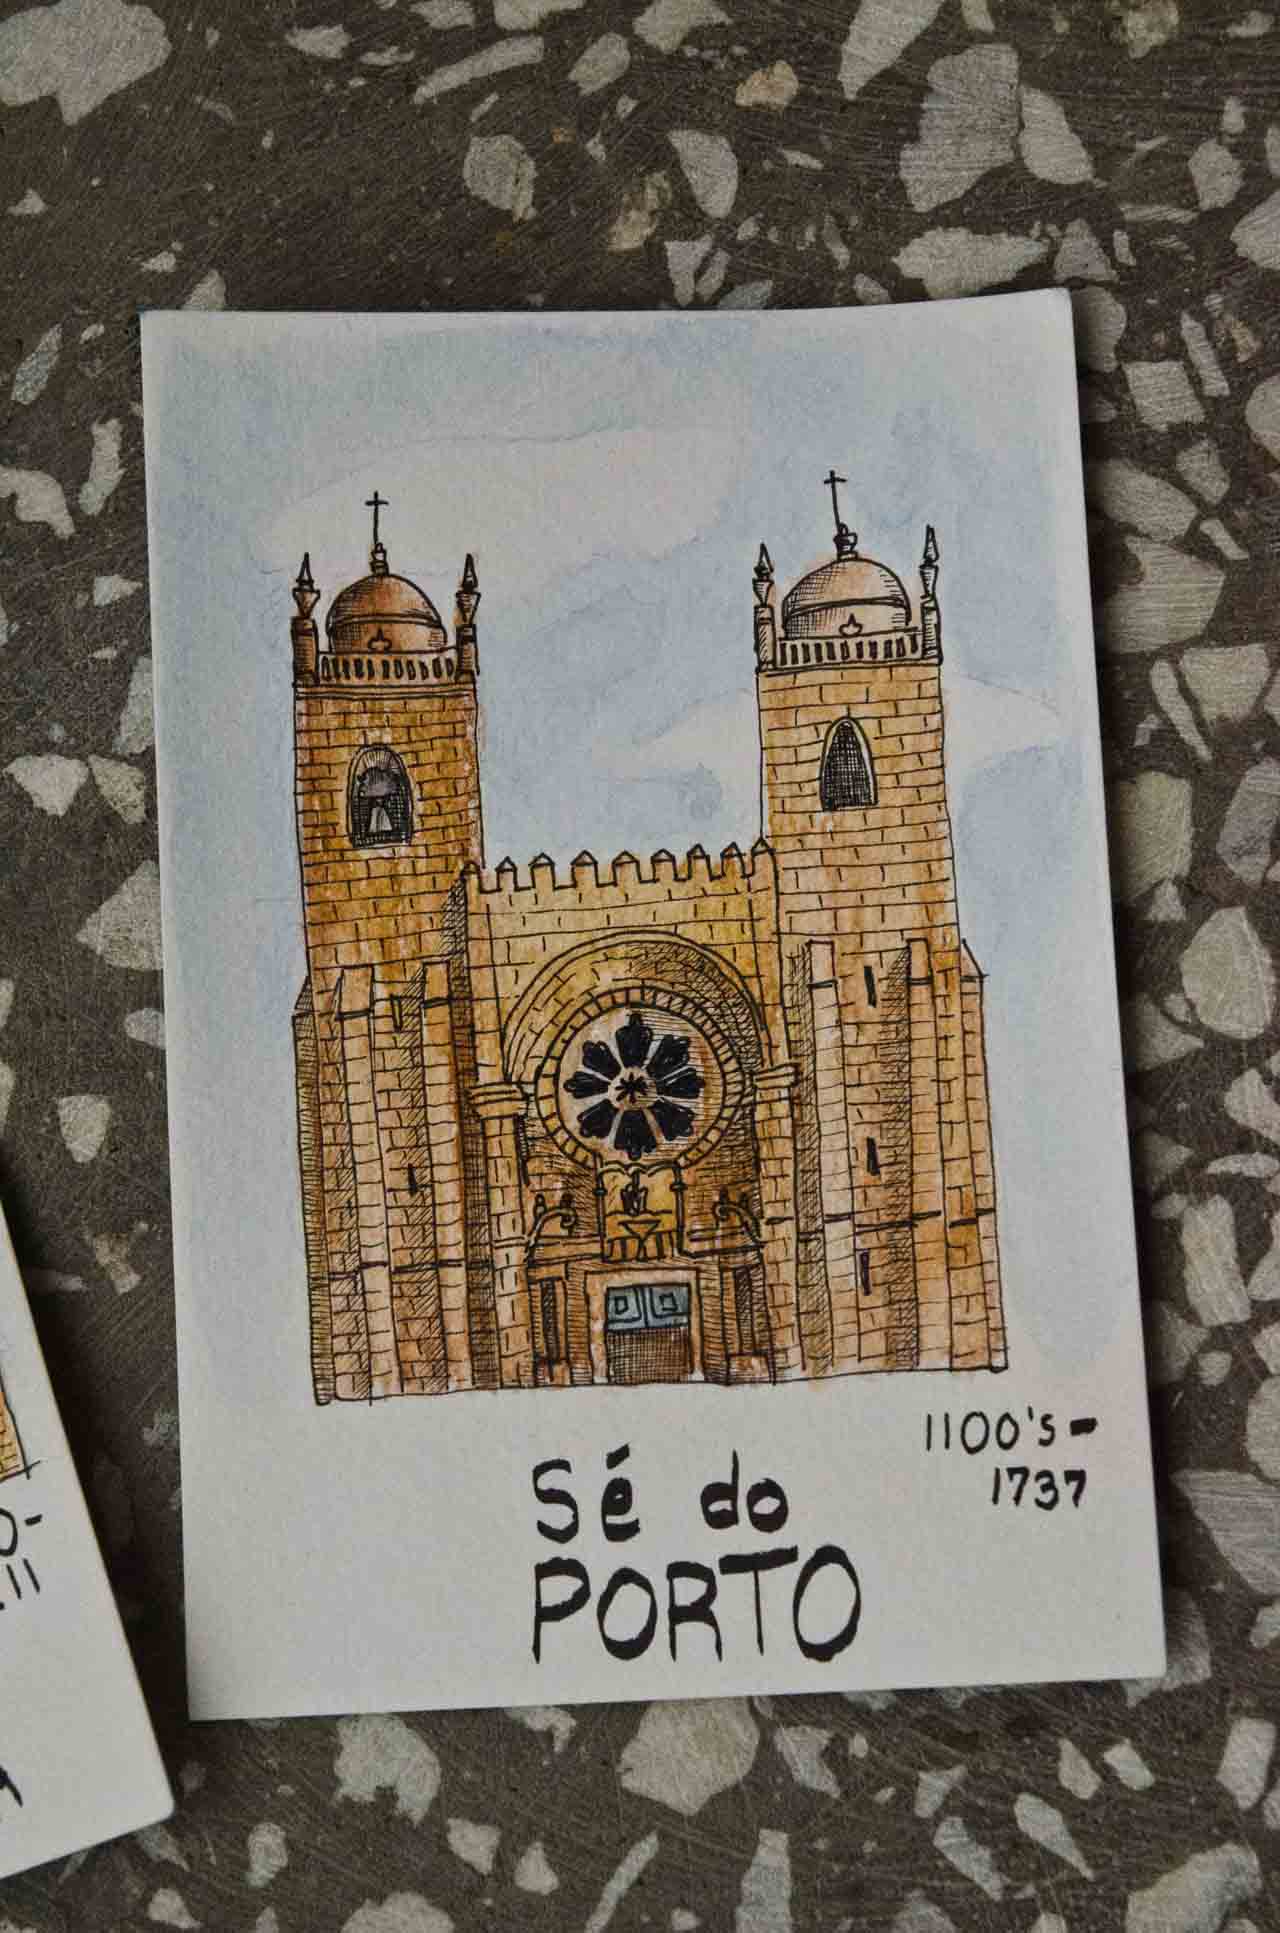 1100's-
1737
Sé do
PORTO